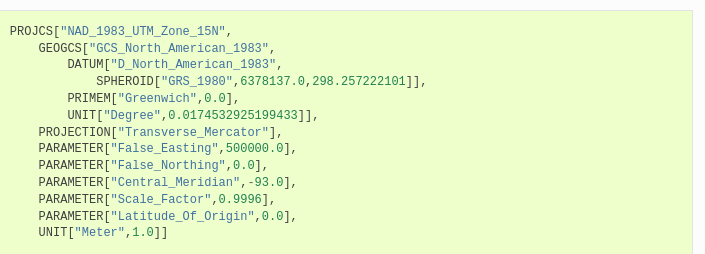 PROJCS["NAD_1983_UTM_Zone_15N",
    GEOGCS["GCS_North_American_1983",
        DATUM["D_North_American_1983",
            SPHEROID["GRS_1980",6378137.0,298.257222101]],
        PRIMEM["Greenwich",0.0],
        UNIT["Degree",0.0174532925199433]],
    PROJECTION["Transverse_Mercator"],
    PARAMETER["False_Easting",500000.0],
    PARAMETER["False_Northing",0.0],
    PARAMETER["Central_Meridian",-93.0],
    PARAMETER["Scale_Factor",0.9996],
    PARAMETER["Latitude_Of_Origin",0.0],
    UNIT["Meter",1.0]]